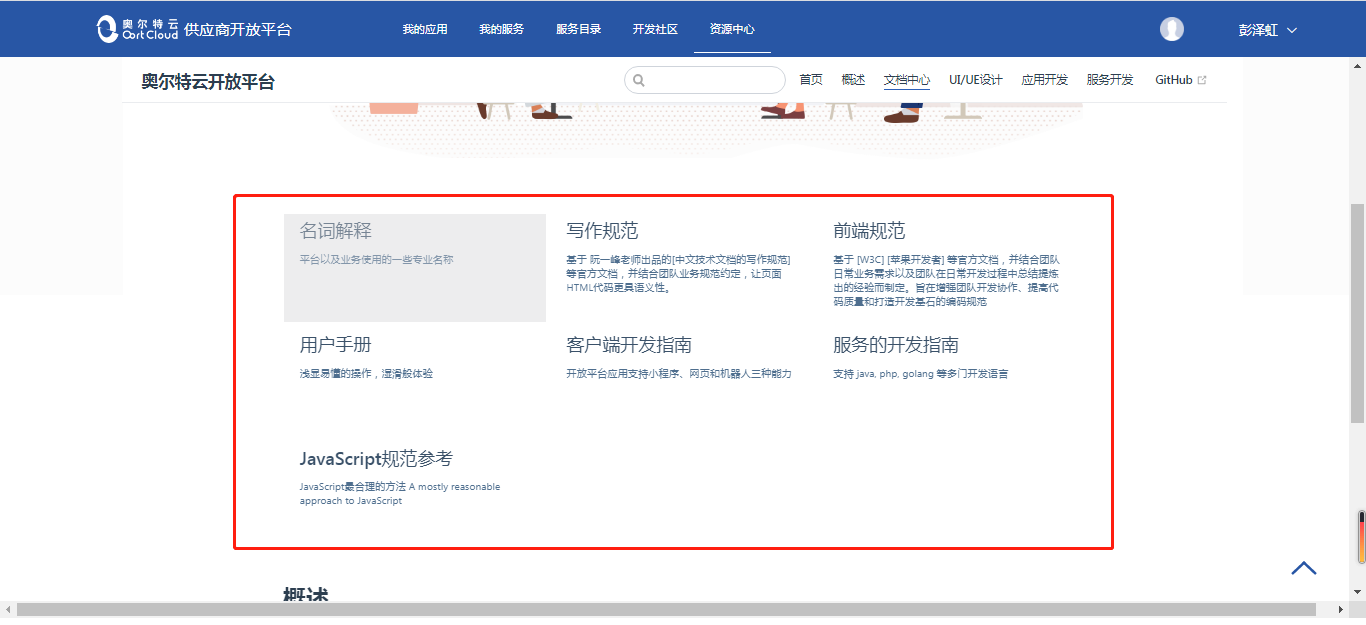 奥尔特云
OortCloud
供应商开放平台
我的应用
我的服务
服务目录
开发社区
资源中心
彭泽虹
奥尔特云开放平台
首页
概述
文档中心
UI/UE设计
应用开发
服务开发
GitHub
名词解释
平台以及业务使用的一些专业名称
写作规范
基于 阮一峰老师出品的[中文技术文档的写作规范]
等官方文档，并结合团队业务规范约定，让页面
HTML代码更具语义性。
前端规范
基于 [W3C] [苹果开发者] 等官方文档，并结合团队
日常业务需求以及团队在日常开发过程中总结提炼
出的经验而制定。旨在增强团队开发协作、提高代
码质量和打造开发基石的编码规范
用户手册
浅显易懂的操作，湿滑般体验
客户端开发指南
开放平台应用支持小程序、网页和机器人三种能力
服务的开发指南
支持 java, php, golang 等多门开发语言
JavaScript规范参考
JavaScript最合理的方法 A mostly reasonable
approach to JavaScript
概述